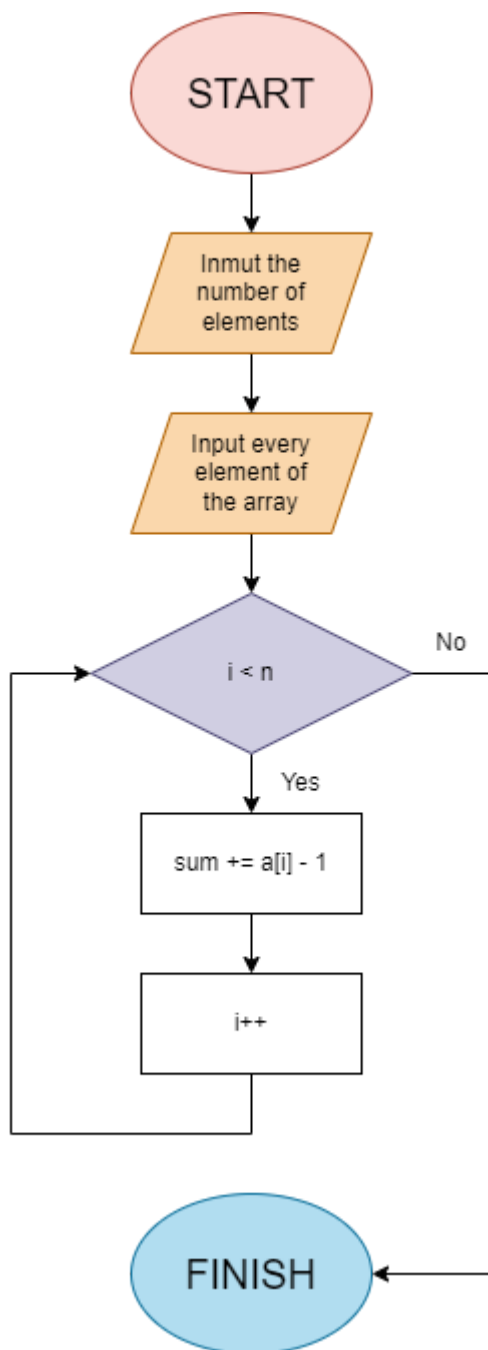 START
Inmut the
number of
elements
Input every
element of
the array
i < n
No
Yes
sum += a[i] - 1
i++
FINISH